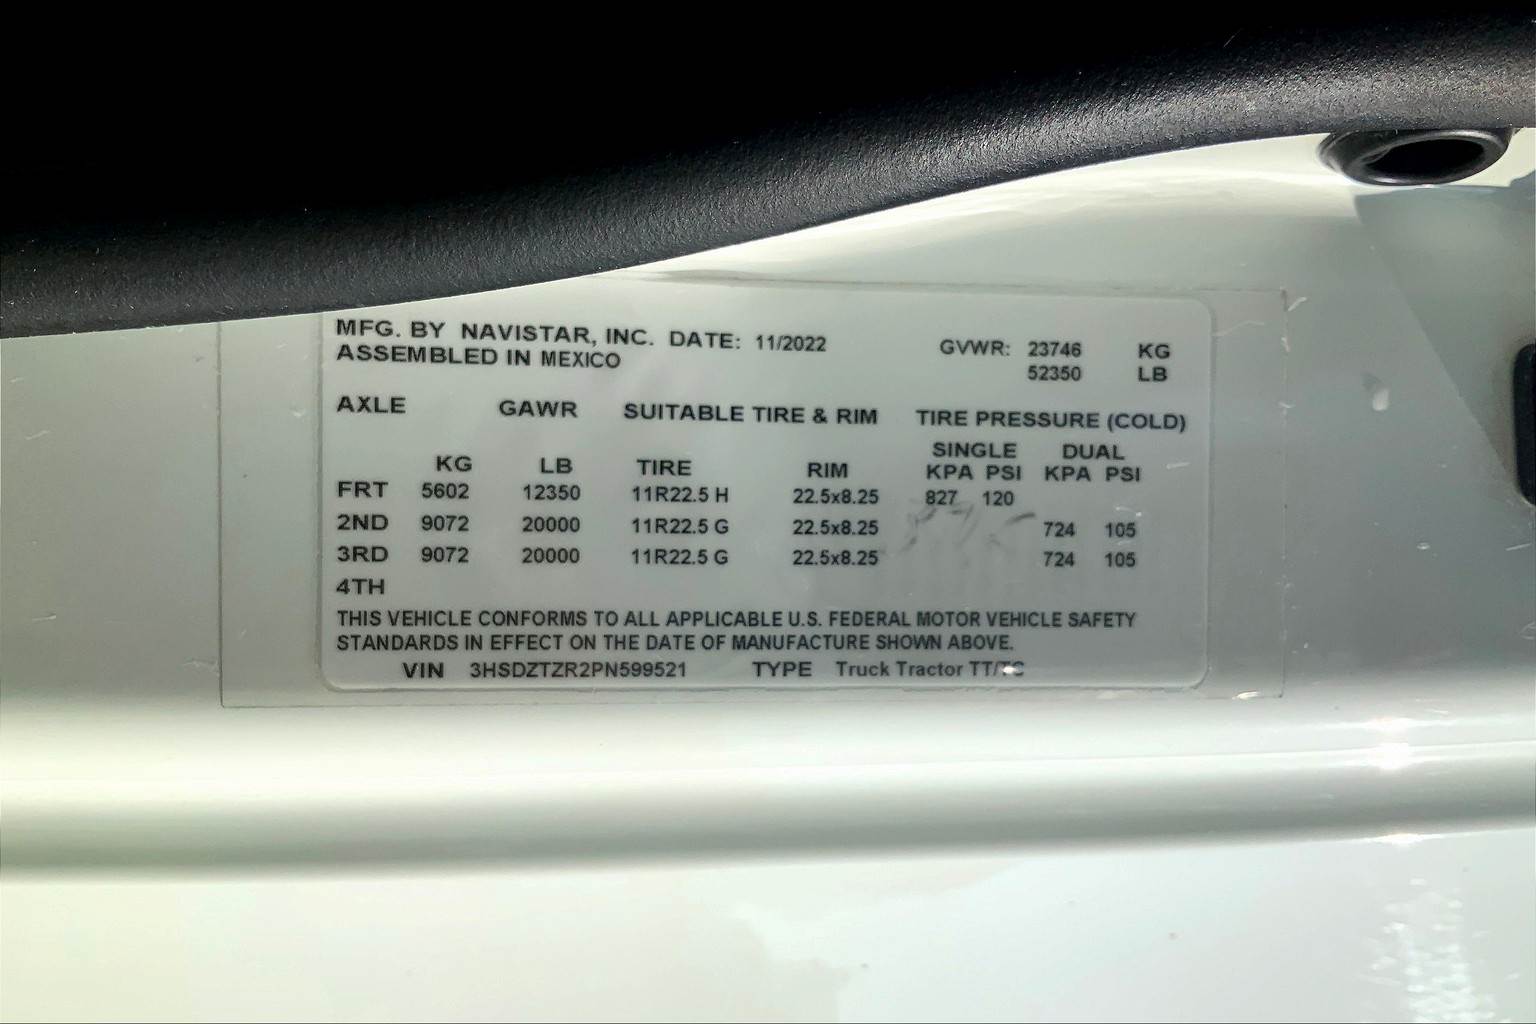 MFG. BY NAVISTAR, INC. DATE: 11/2022
ASSEMBLED IN MEXICO
GVWR: 23746 KG
52350 LB
AXLE GAWR SUITABLE TIRE & RIM TIRE PRESSURE (COLD)
SINGLE DUAL
KG LB TIRE RIM KPA PSI KPA PSI
FRT 5602 12350 11R22.5 H 22.5x8.25 827 120
2ND 9072 20000 11R22.5 G 22.5x8.25 724 105
3RD 9072 20000 11R22.5 G 22.5x8.25 724 105
4TH
THIS VEHICLE CONFORMS TO ALL APPLICABLE U.S. FEDERAL MOTOR VEHICLE SAFETY
STANDARDS IN EFFECT ON THE DATE OF MANUFACTURE SHOWN ABOVE.
VIN 3HSDZTZR2PN599521 TYPE Truck Tractor TT/TC